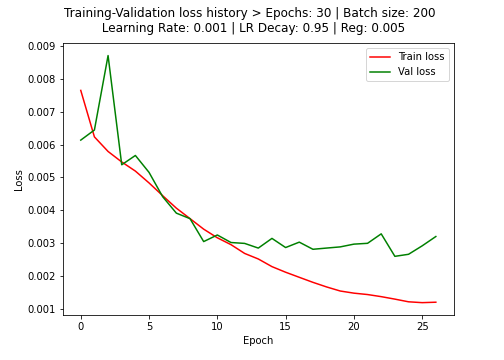 Training-Validation loss history > Epochs: 30 | Batch size: 200
Learning Rate: 0.001 | LR Decay: 0.95 | Reg: 0.005
Train loss
Val loss
0.009
0.008
0.007
0.006
0.005
0.004
0.003
0.002
0.001
Loss
0
5
10
15
20
25
Epoch